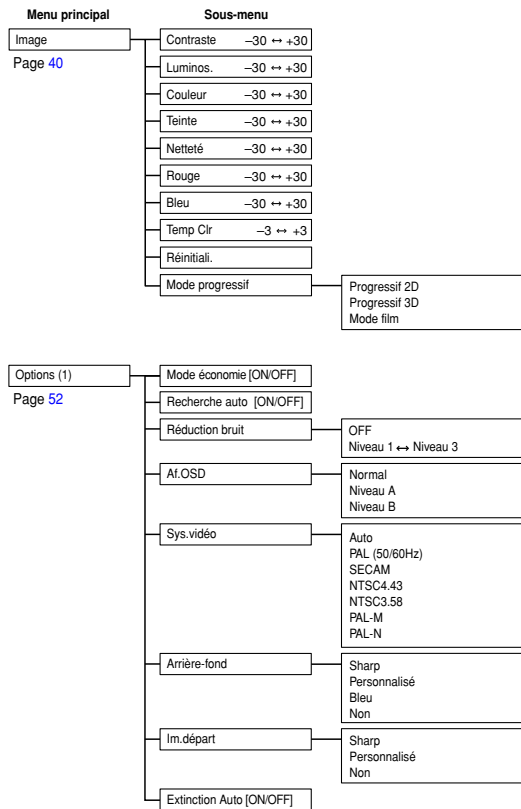 Menu principal
Sous-menu
Image
Page 40
Contraste –30 ↔ +30
Luminos. –30 ↔ +30
Couleur –30 ↔ +30
Teinte –30 ↔ +30
Netteté –30 ↔ +30
Rouge –30 ↔ +30
Bleu –30 ↔ +30
Temp Clr –3 ↔ +3
Réinitiali.
Mode progressif
Progressif 2D
Progressif 3D
Mode film
Options (1)
Page 52
Mode économie [ON/OFF]
Recherche auto [ON/OFF]
Réduction bruit
OFF
Niveau 1 ↔ Niveau 3
Af.OSD
Normal
Niveau A
Niveau B
Sys.vidéo
Auto
PAL (50/60Hz)
SECAM
NTSC4.43
NTSC3.58
PAL-M
PAL-N
Arrière-fond
Sharp
Personnalisé
Bleu
Non
Im.départ
Sharp
Personnalisé
Non
Extinction Auto [ON/OFF]